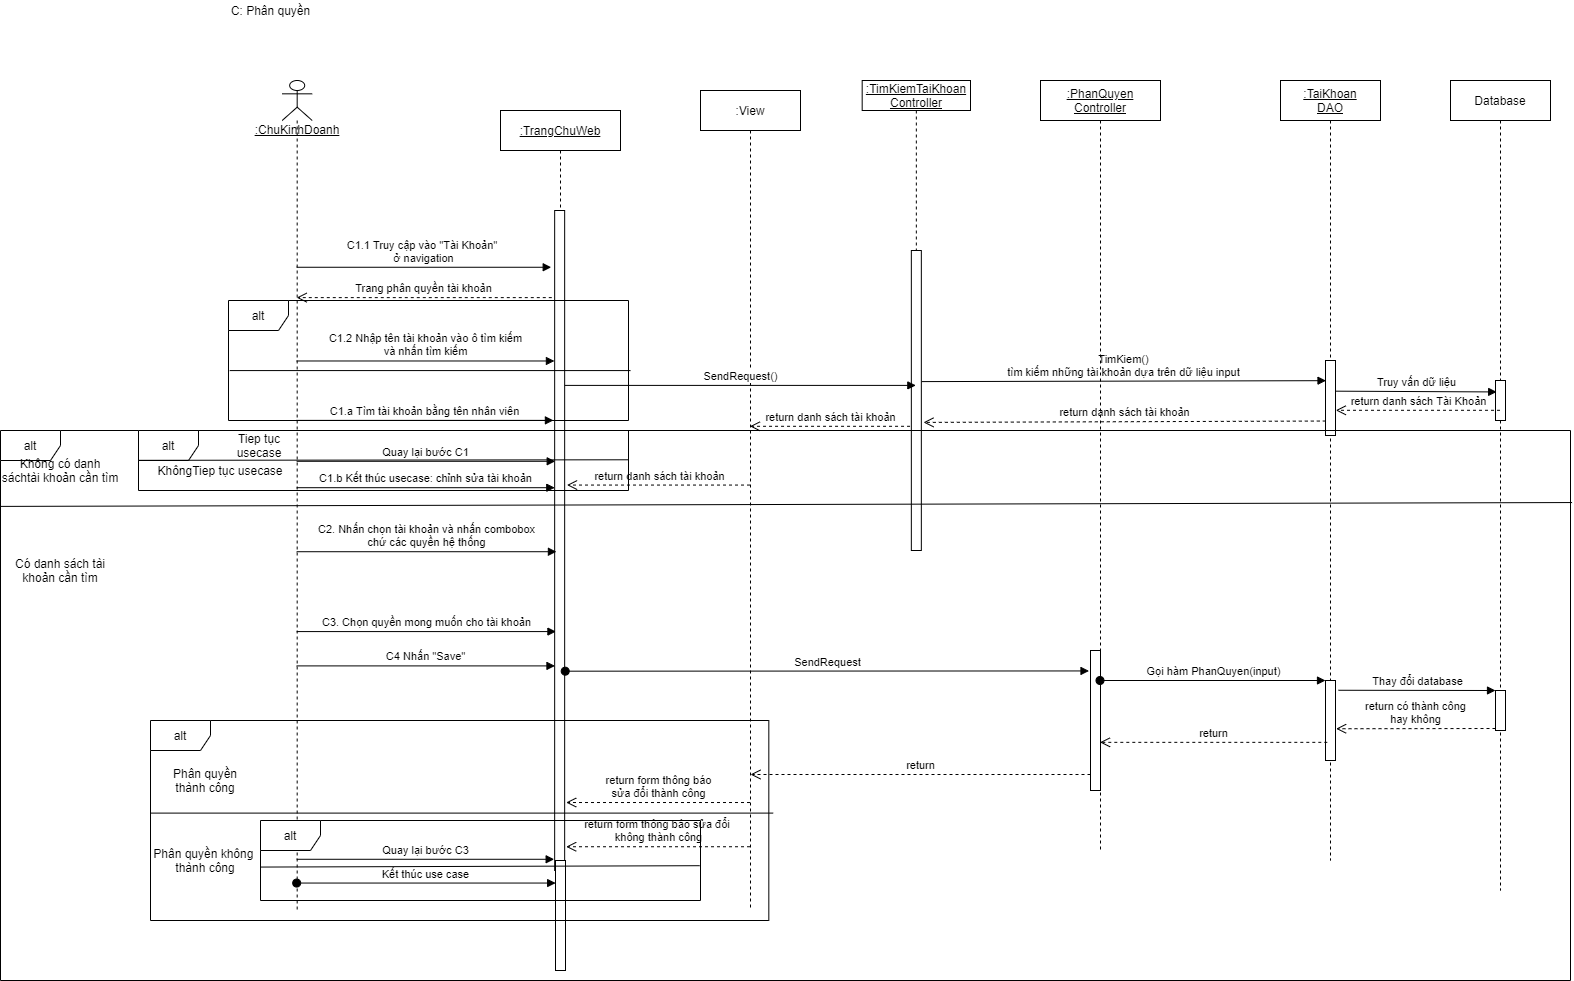 C: Phân quyền
:ChuKinhDoanh
:TrangChuWeb
:View
:TimKiemTaiKhoan
Controller
:PhanQuyen
Controller
:TaiKhoan
DAO
Database
C1.1 Truy cập vào "Tài Khoản"
ở navigation
Trang phân quyền tài khoản
alt
C1.2 Nhập tên tài khoản vào ô tìm kiếm
và nhấn tìm kiếm
SendRequest()
TimKiem()
tìm kiếm những tài khoản dựa trên dữ liệu input
Truy vấn dữ liệu
return danh sách Tài Khoản
C1.a Tìm tài khoản bằng tên nhân viên
return danh sách tài khoản
return danh sách tài khoản
alt
Không có danh
sáchtài khoản cần tìm
alt
Tiep tục
usecase
Quay lại bước C1
KhôngTiep tục usecase
C1.b Kết thúc usecase: chỉnh sửa tài khoản
return danh sách tài khoản
C2. Nhấn chọn tài khoản và nhấn combobox
chứ các quyền hệ thống
Có danh sách tài
khoản cần tìm
C3. Chọn quyền mong muốn cho tài khoản
C4 Nhấn "Save"
SendRequest
Gọi hàm PhanQuyen(input)
Thay đổi database
return có thành công
hay không
return
return
alt
Phân quyền
thành công
return form thông báo
sửa đổi thành công
return form thông báo sửa đổi
không thành công
Phân quyền không
thành công
alt
Quay lại bước C3
Kết thúc use case